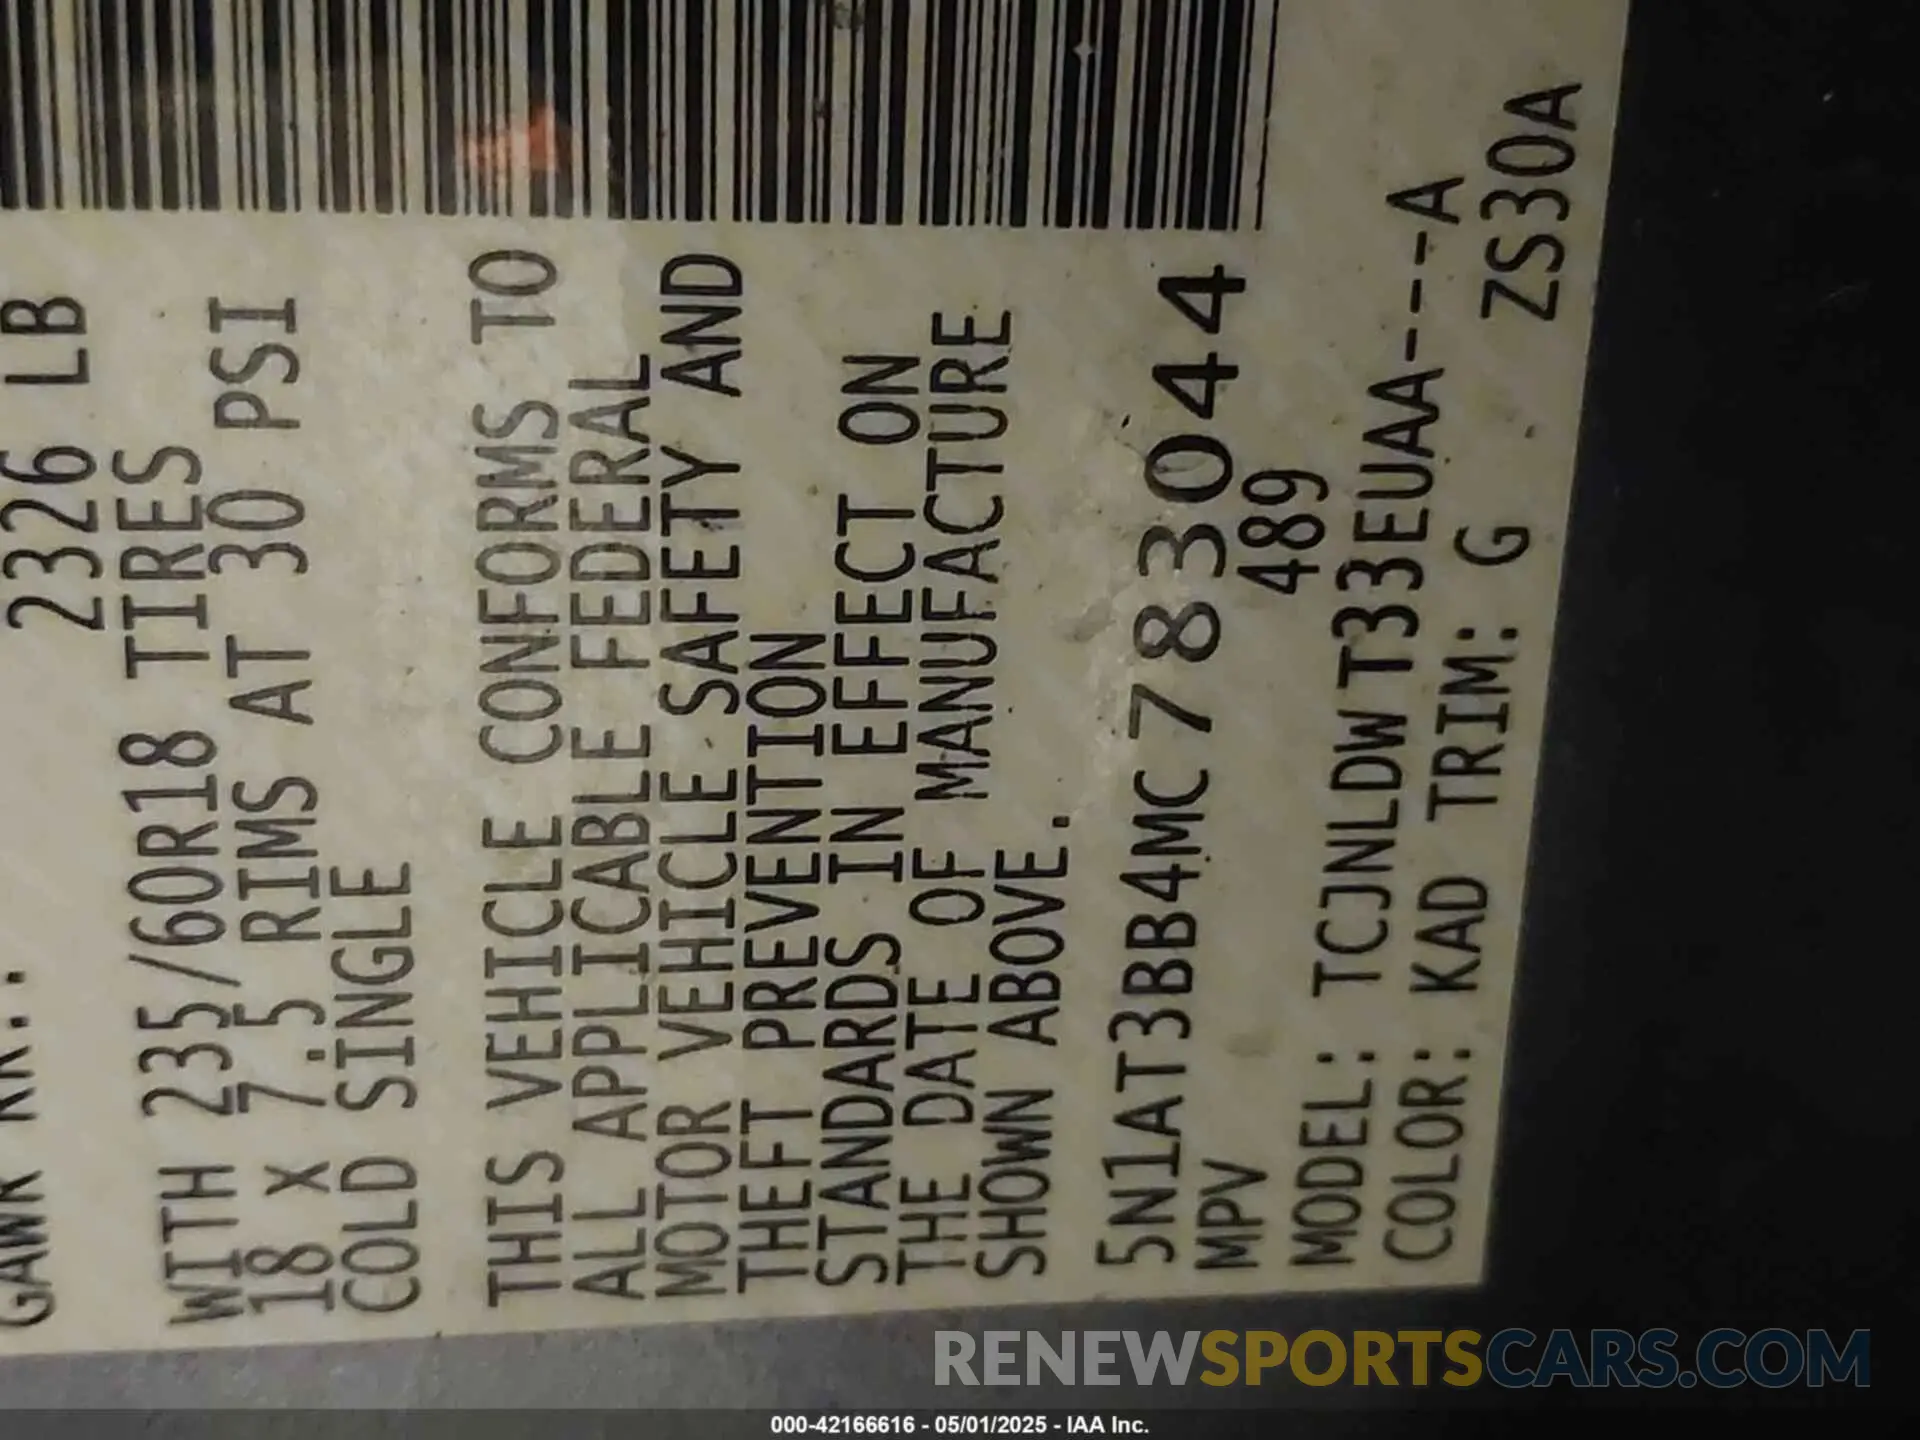 GAWR RR: 2326 LB
WITH 235/60R18 TIRES
18 X 7.5 RIMS AT 30 PSI
COLD SINGLE
THIS VEHICLE CONFORMS TO
ALL APPLICABLE FEDERAL
MOTOR VEHICLE SAFETY AND
THEFT PREVENTION
STANDARDS IN EFFECT ON
THE DATE OF MANUFACTURE
SHOWN ABOVE.
5N1AT3BB4MC783044
MPV 489
MODEL: TCJNLDWT33EUAA---A
COLOR: KAD TRIM: G ZS30A
RENEWSPORTSCARS.COM
000-42166616 - 05/01/2025 - IAA Inc.